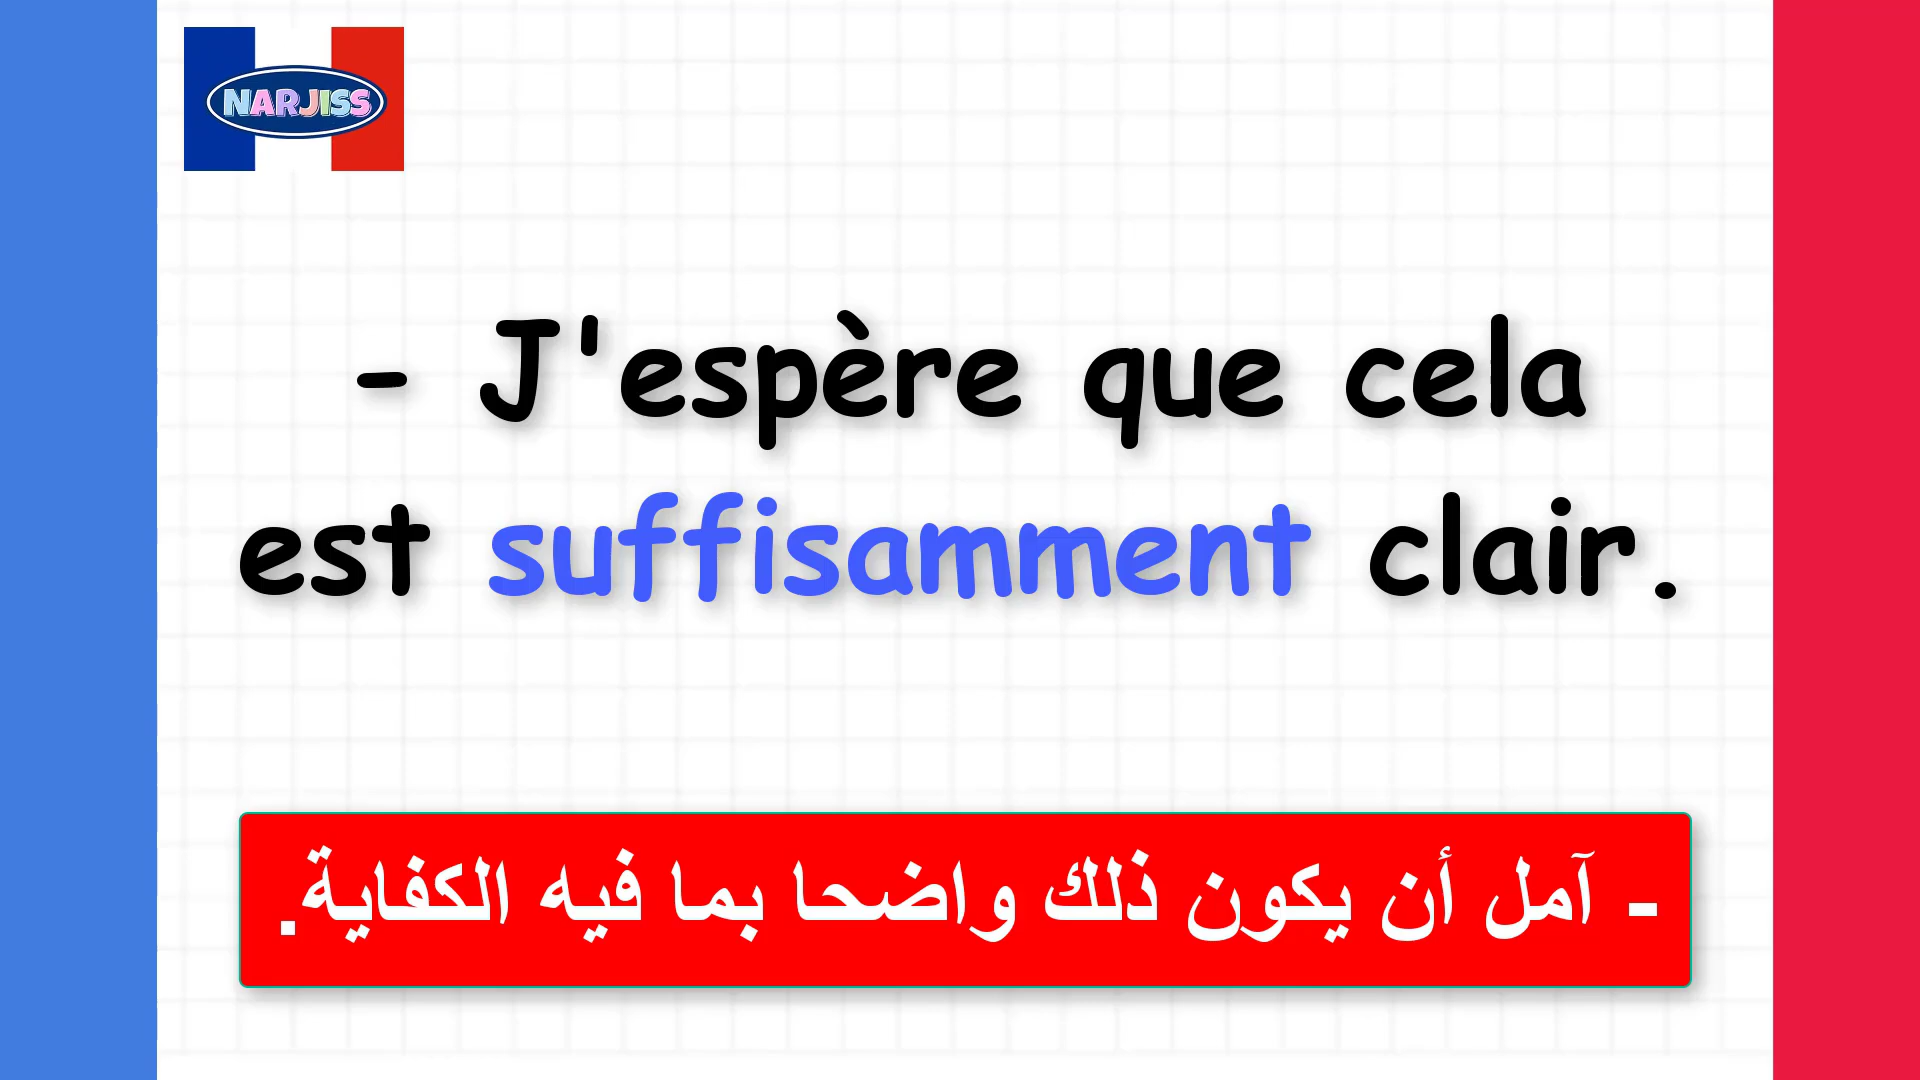 NARJISS
- J'espère que cela
est suffisamment clair.
- آمل أن يكون ذلك واضحا بما فيه الكفاية.